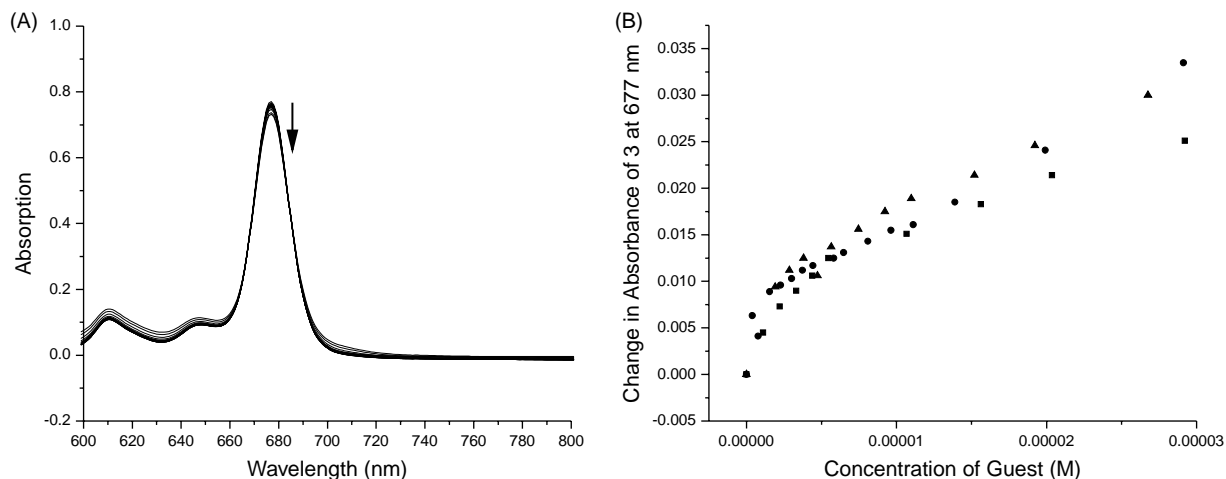 (A)
1.0
0.8
0.6
0.4
0.2
0.0
-0.2
Absorption
600 620 640 660 680 700 720 740 760 780 800
Wavelength (nm)
(B)
0.035
0.030
0.025
0.020
0.015
0.010
0.005
0.000
-0.005
Change in Absorbance of 3 at 677 nm
0.00000 0.00001 0.00002 0.00003
Concentration of Guest (M)